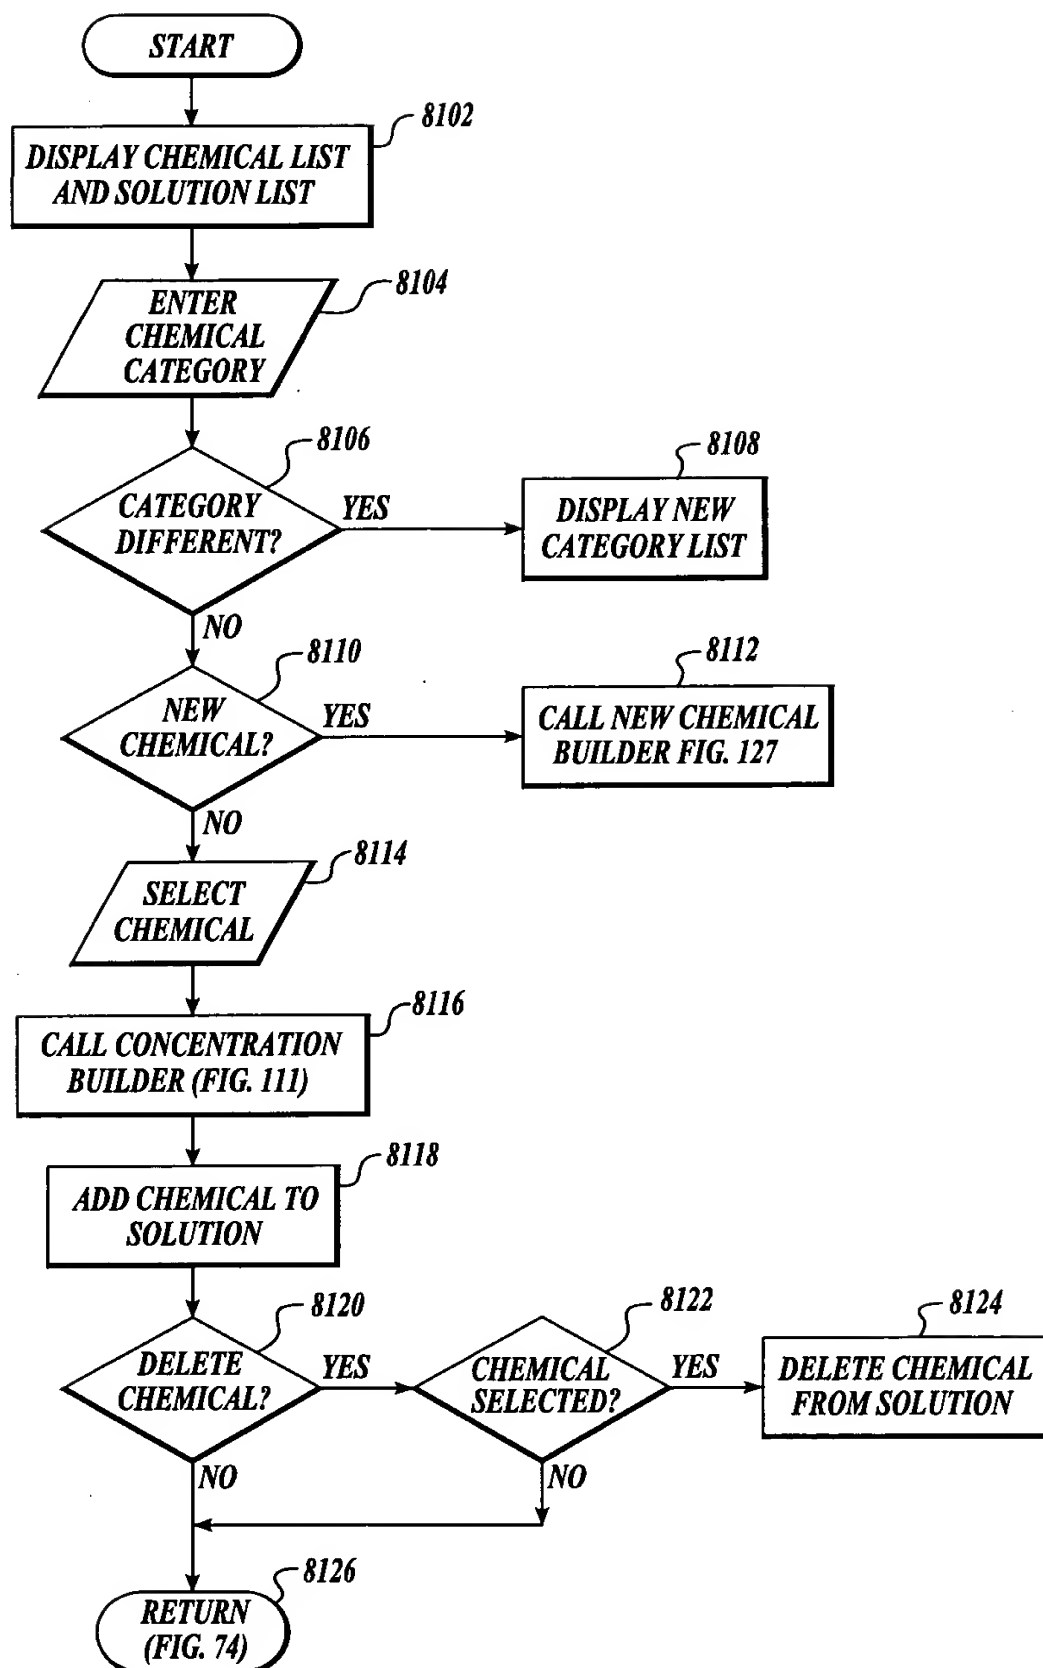 START
8102
DISPLAY CHEMICAL LIST
AND SOLUTION LIST
8104
ENTER
CHEMICAL
CATEGORY
8106
CATEGORY
DIFFERENT?
YES
8108
DISPLAY NEW
CATEGORY LIST
NO
8110
NEW
CHEMICAL?
YES
8112
CALL NEW CHEMICAL
BUILDER FIG. 127
NO
8114
SELECT
CHEMICAL
8116
CALL CONCENTRATION
BUILDER (FIG. 111)
8118
ADD CHEMICAL TO
SOLUTION
8120
DELETE
CHEMICAL?
YES
8122
CHEMICAL
SELECTED?
YES
8124
DELETE CHEMICAL
FROM SOLUTION
NO
NO
8126
RETURN
(FIG. 74)